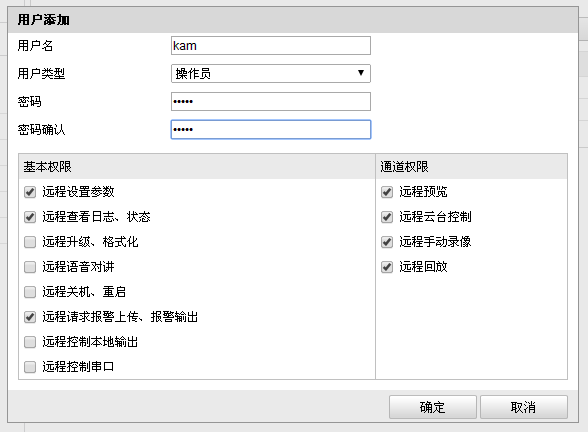 用户添加
用户名 kam
用户类型 操作员
密码 •••••
密码确认 •••••
基本权限 通道权限
远程设置参数 远程预览
远程查看日志、状态 远程云台控制
远程升级、格式化 远程手动录像
远程语音对讲 远程回放
远程关机、重启
远程请求报警上传、报警输出
远程控制本地输出
远程控制串口
确定 取消